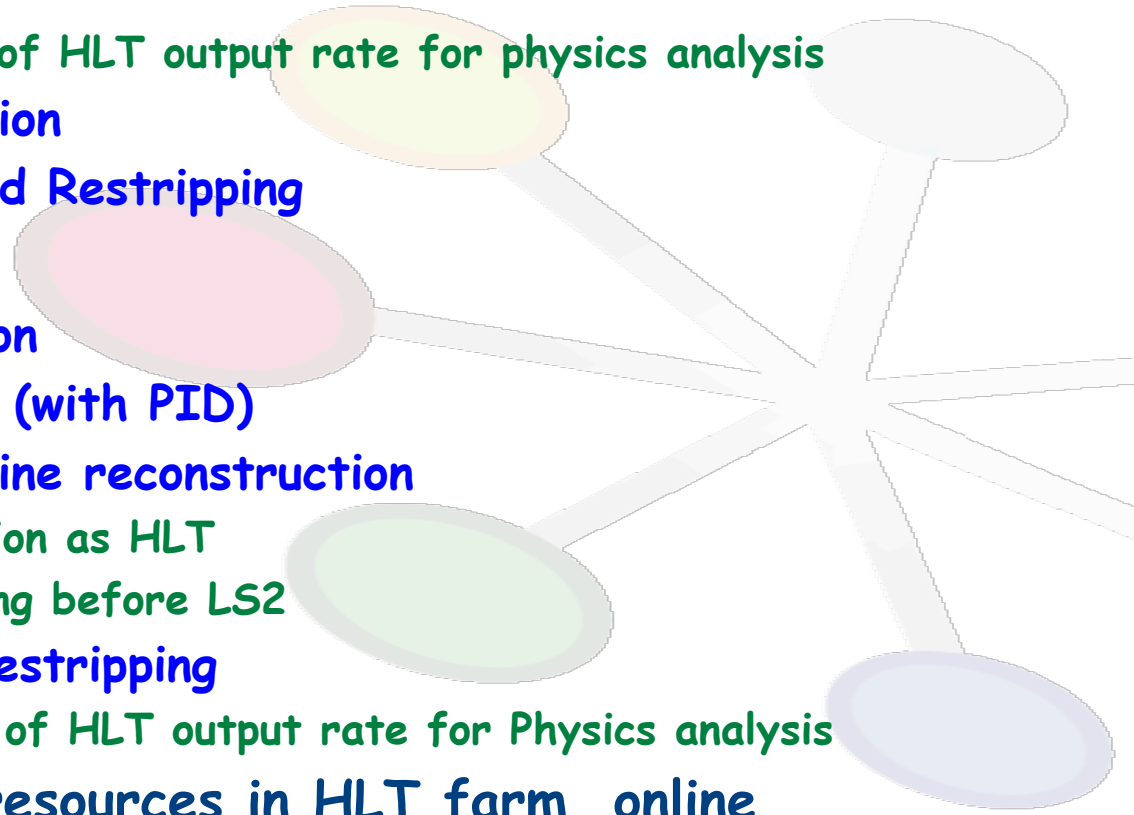 of HLT output rate for physics analysis
ion
d Restripping
on
(with PID)
ine reconstruction
ion as HLT
ng before LS2
estripping
of HLT output rate for Physics analysis
resources in HLT farm online